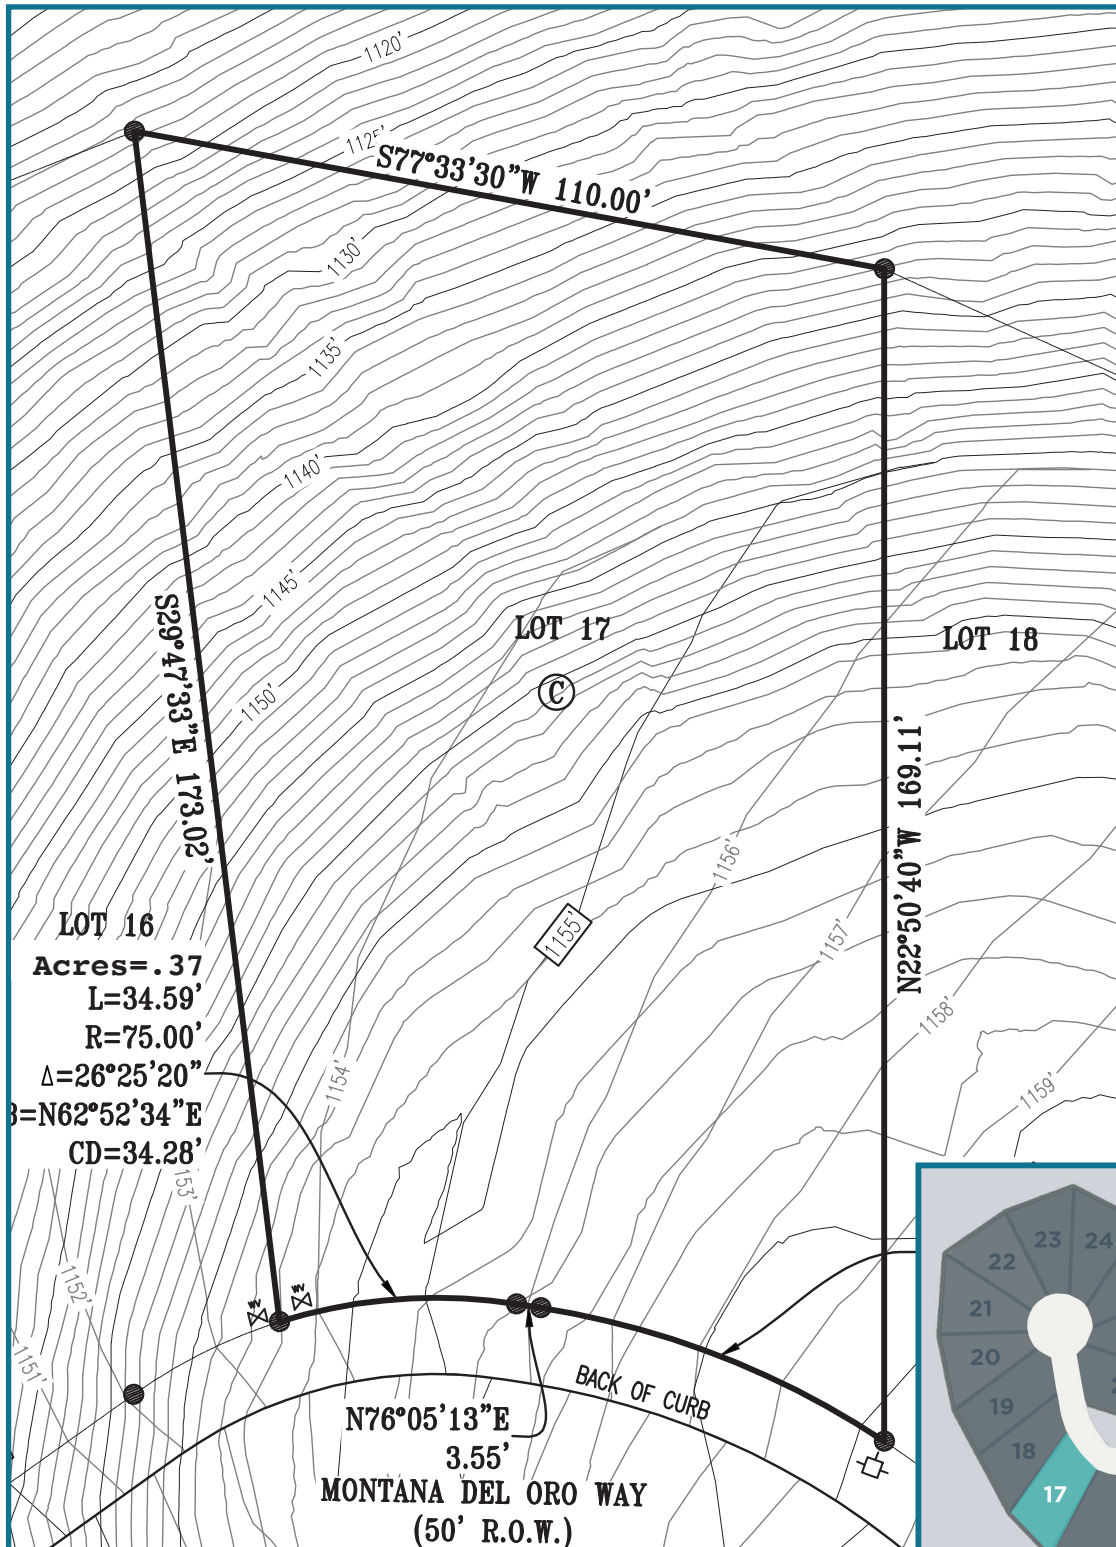 1120'
1125'
S77°33'30"W 110.00'
1130'
1135'
1140'
1145'
S29°47'33"E 173.02'
LOT 17
C
LOT 18
1150'
N22°50'40"W 169.11'
1156'
1155'
1157'
1158'
LOT 16
Acres=.37
L=34.59'
R=75.00'
Δ=26°25'20"
=N62°52'34"E
CD=34.28'
1154'
1159'
153'
1152'
1151'
W
W
BACK OF CURB
N76°05'13"E
3.55'
MONTANA DEL ORO WAY
(50' R.O.W.)
23
24
22
21
20
19
18
17